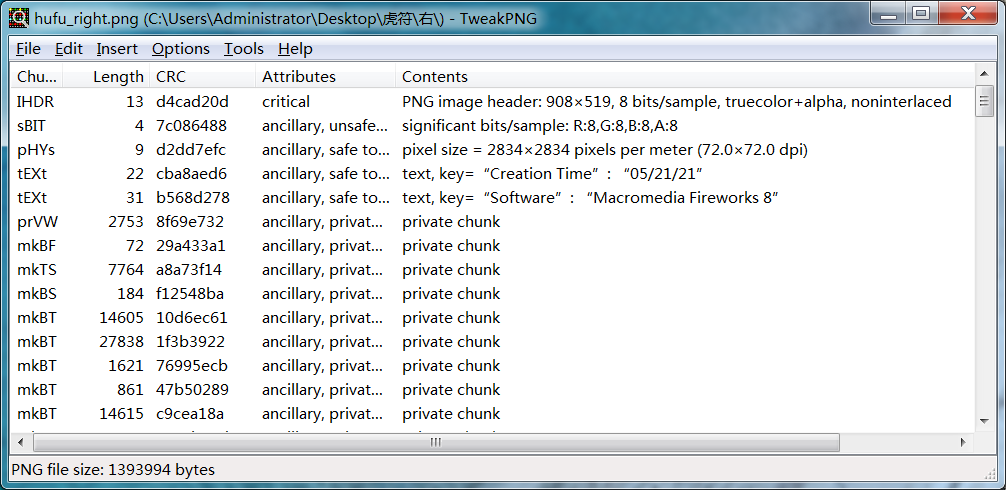 hufu_right.png (C:\Users\Administrator\Desktop\虎符\右\) - TweakPNG
File Edit Insert Options Tools Help
Chu... Length CRC Attributes Contents
IHDR 13 d4cad20d critical PNG image header: 908×519, 8 bits/sample, truecolor+alpha, noninterlaced
sBIT 4 7c086488 ancillary, unsafe... significant bits/sample: R:8,G:8,B:8,A:8
pHYs 9 d2dd7efc ancillary, safe to... pixel size = 2834×2834 pixels per meter (72.0×72.0 dpi)
tEXt 22 cba8aed6 ancillary, safe to... text, key=“Creation Time”: “05/21/21”
tEXt 31 b568d278 ancillary, safe to... text, key=“Software”: “Macromedia Fireworks 8”
prVW 2753 8f69e732 ancillary, privat... private chunk
mkBF 72 29a433a1 ancillary, privat... private chunk
mkTS 7764 a8a73f14 ancillary, privat... private chunk
mkBS 184 f12548ba ancillary, privat... private chunk
mkBT 14605 10d6ec61 ancillary, privat... private chunk
mkBT 27838 1f3b3922 ancillary, privat... private chunk
mkBT 1621 76995ecb ancillary, privat... private chunk
mkBT 861 47b50289 ancillary, privat... private chunk
mkBT 14615 c9cea18a ancillary, privat... private chunk
PNG file size: 1393994 bytes